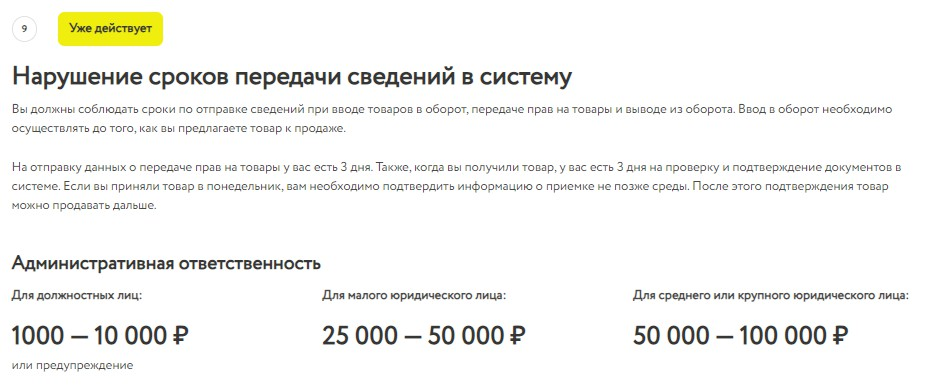 9
Уже действует
Нарушение сроков передачи сведений в систему
Вы должны соблюдать сроки по отправке сведений при вводе товаров в оборот, передаче прав на товары и выводе из оборота. Ввод в оборот необходимо
осуществлять до того, как вы предлагаете товар к продаже.
На отправку данных о передаче прав на товары у вас есть 3 дня. Также, когда вы получили товар, у вас есть 3 дня на проверку и подтверждение документов в
системе. Если вы приняли товар в понедельник, вам необходимо подтвердить информацию о приемке не позже среды. После этого подтверждения товар
можно продавать дальше.
Административная ответственность
Для должностных лиц:
1000 — 10 000 ₽
или предупреждение
Для малого юридического лица:
25 000 — 50 000 ₽
Для среднего или крупного юридического лица:
50 000 — 100 000 ₽